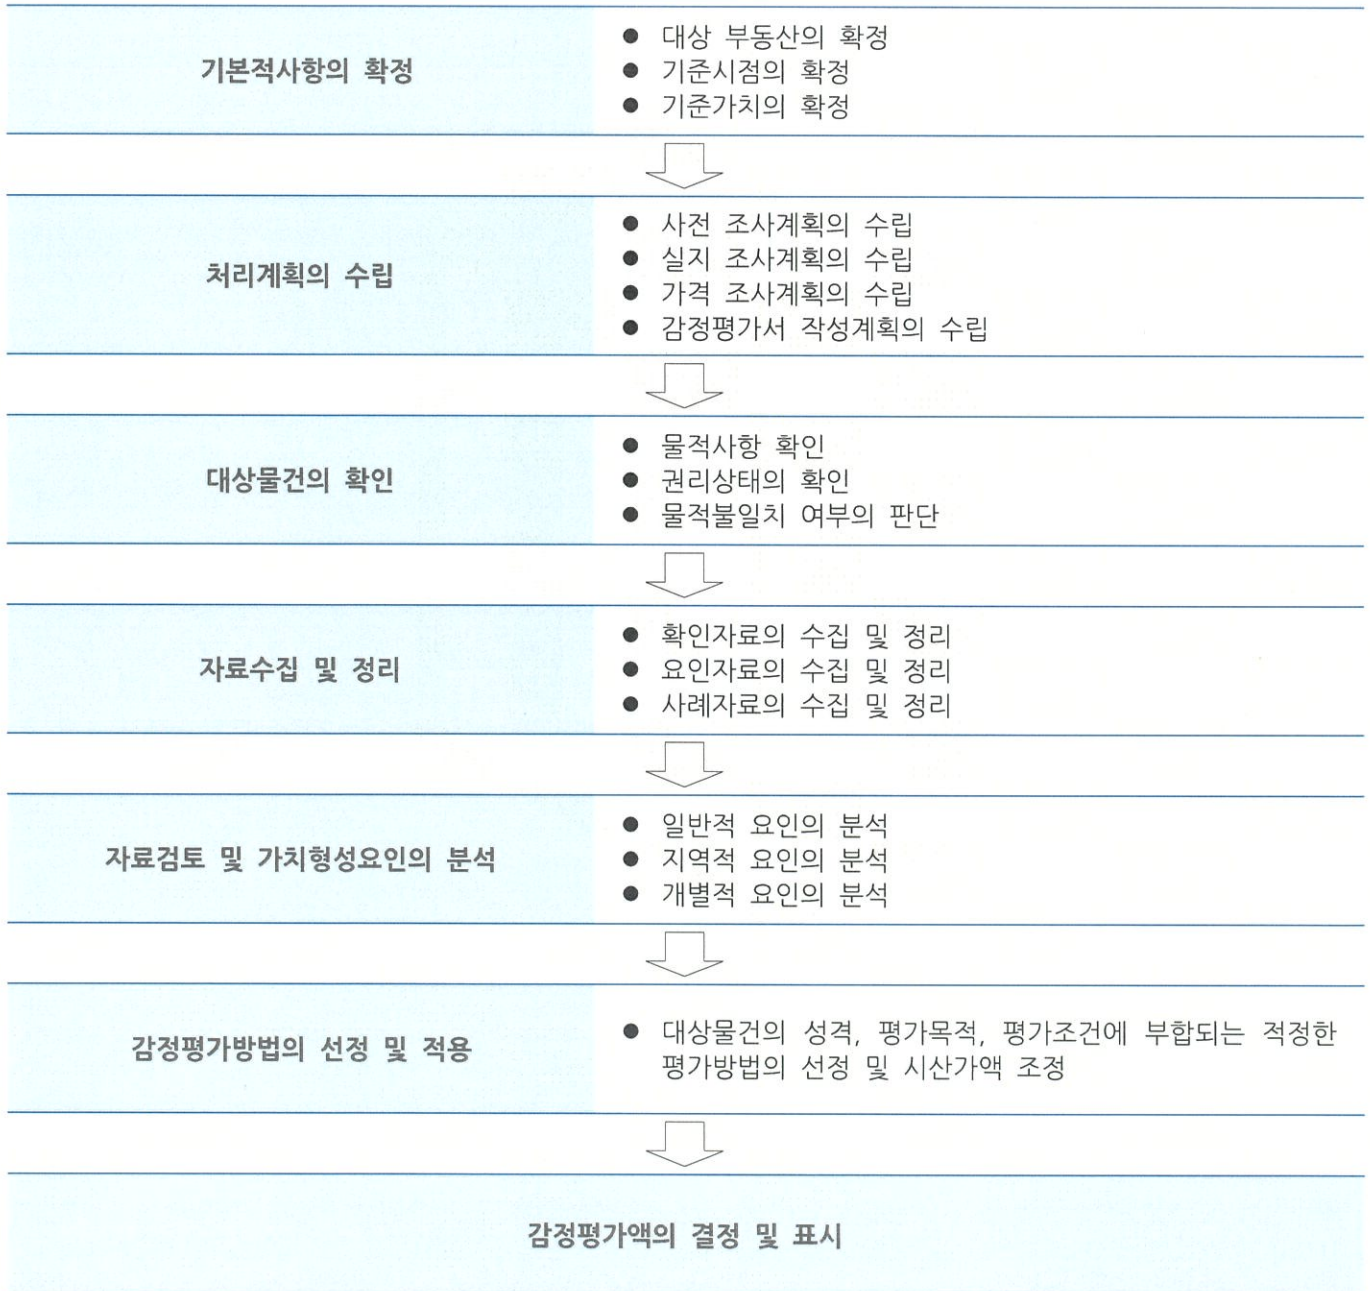 기본적사항의 확정
● 대상 부동산의 확정
● 기준시점의 확정
● 기준가치의 확정
처리계획의 수립
● 사전 조사계획의 수립
● 실지 조사계획의 수립
● 가격 조사계획의 수립
● 감정평가서 작성계획의 수립
대상물건의 확인
● 물적사항 확인
● 권리상태의 확인
● 물적불일치 여부의 판단
자료수집 및 정리
● 확인자료의 수집 및 정리
● 요인자료의 수집 및 정리
● 사례자료의 수집 및 정리
자료검토 및 가치형성요인의 분석
● 일반적 요인의 분석
● 지역적 요인의 분석
● 개별적 요인의 분석
감정평가방법의 선정 및 적용
● 대상물건의 성격, 평가목적, 평가조건에 부합되는 적정한
평가방법의 선정 및 시산가액 조정
감정평가액의 결정 및 표시